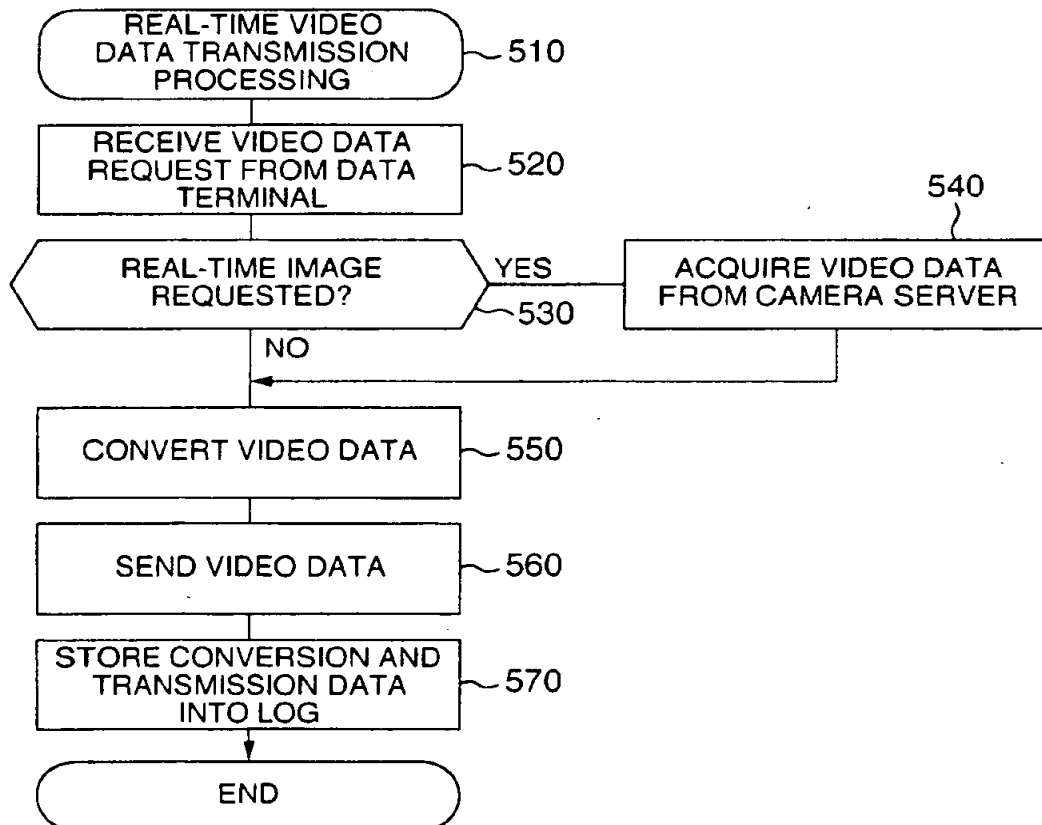 REAL-TIME VIDEO
DATA TRANSMISSION
PROCESSING
510
RECEIVE VIDEO DATA
REQUEST FROM DATA
TERMINAL
520
REAL-TIME IMAGE
REQUESTED?
530
YES
NO
540
ACQUIRE VIDEO DATA
FROM CAMERA SERVER
CONVERT VIDEO DATA
550
SEND VIDEO DATA
560
STORE CONVERSION AND
TRANSMISSION DATA
INTO LOG
570
END